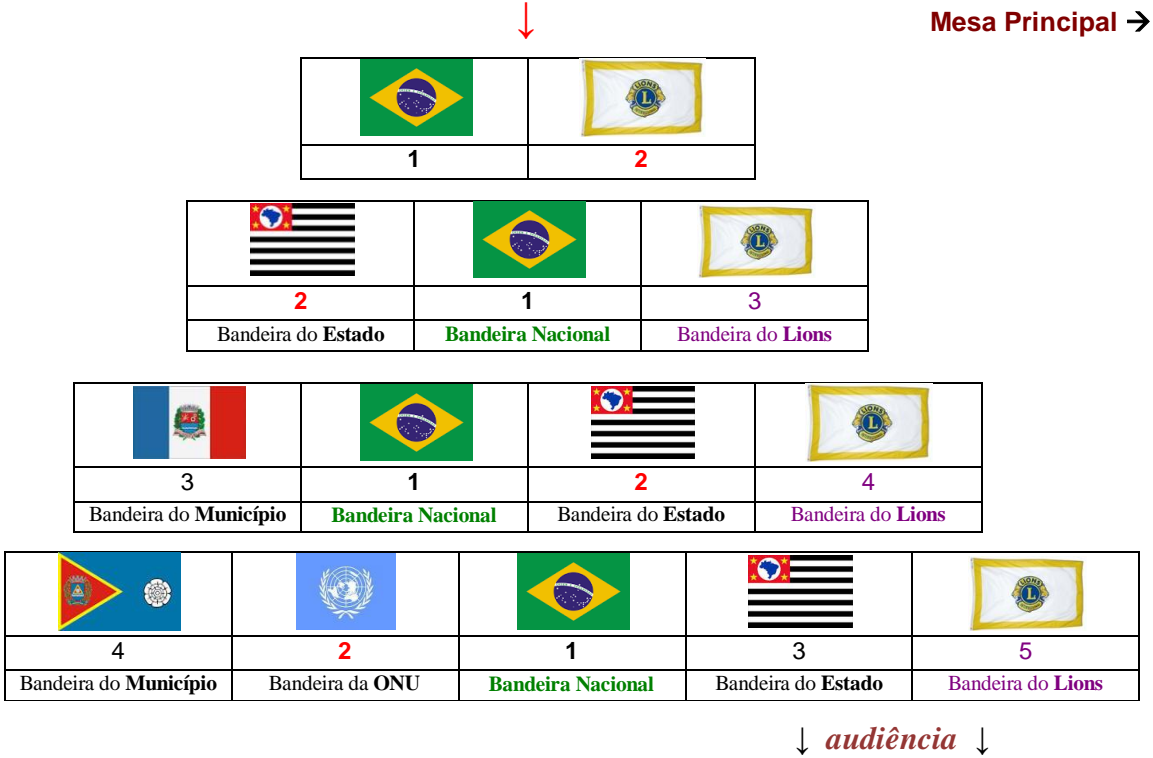 ↓ Mesa Principal →
1 2
2 1 3
Bandeira do Estado Bandeira Nacional Bandeira do Lions
3 1 2 4
Bandeira do Município Bandeira Nacional Bandeira do Estado Bandeira do Lions
4 2 1 3 5
Bandeira do Município Bandeira da ONU Bandeira Nacional Bandeira do Estado Bandeira do Lions
↓ audiência ↓